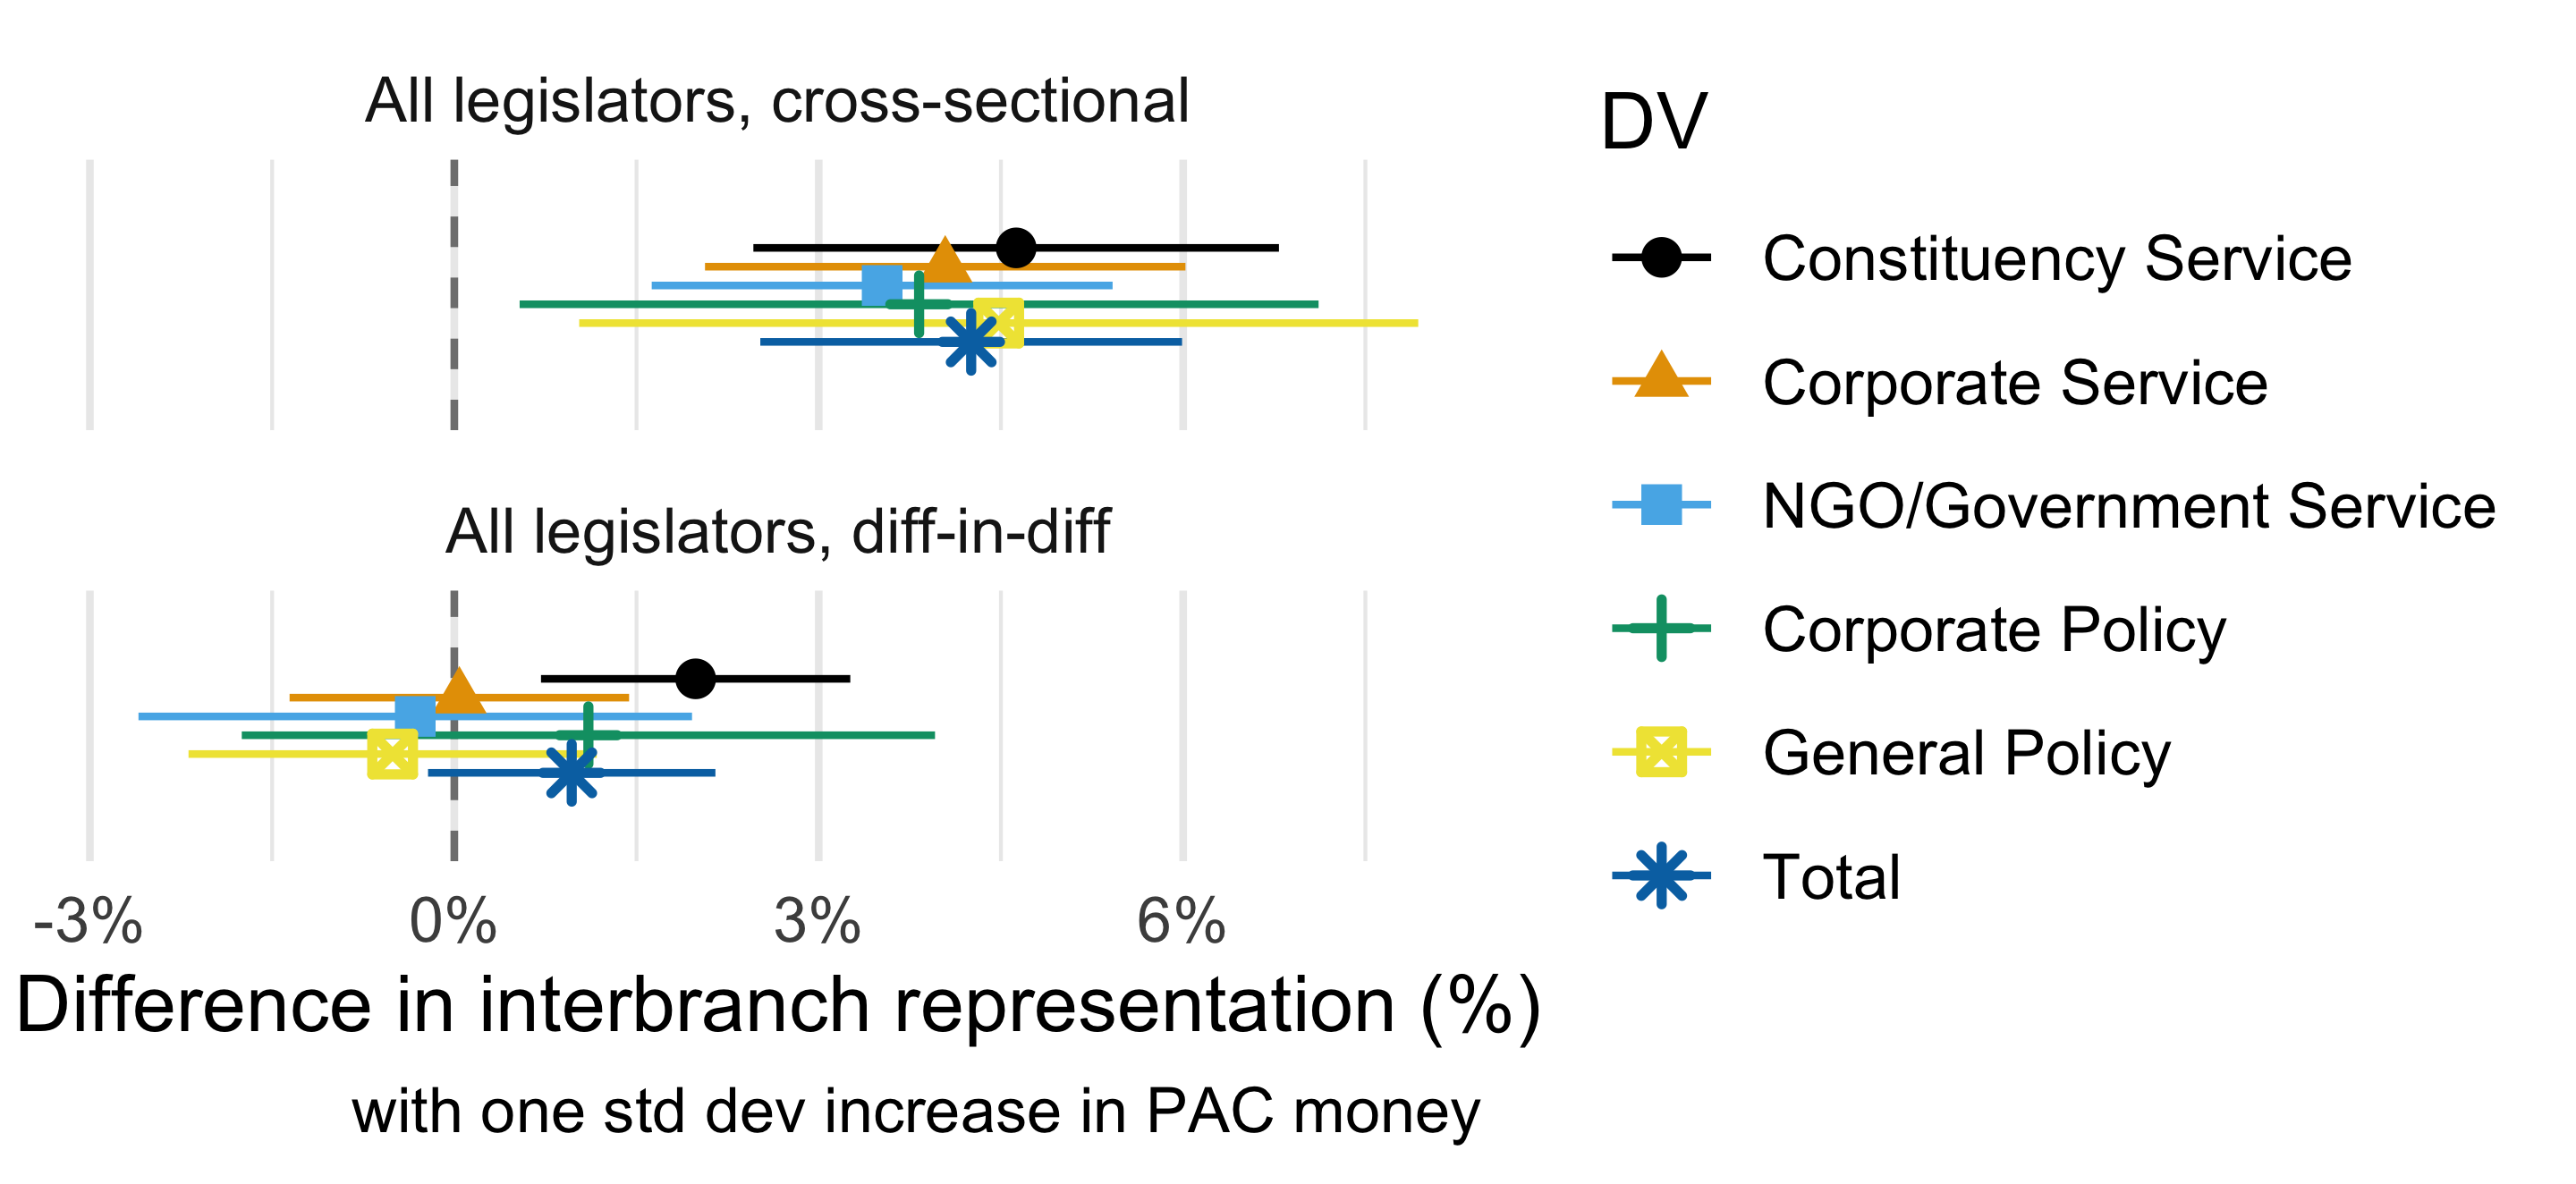 All legislators, cross-sectional
All legislators, diff-in-diff
-3% 0% 3% 6%
Difference in interbranch representation (%)
with one std dev increase in PAC money
DV
Constituency Service
Corporate Service
NGO/Government Service
Corporate Policy
General Policy
Total